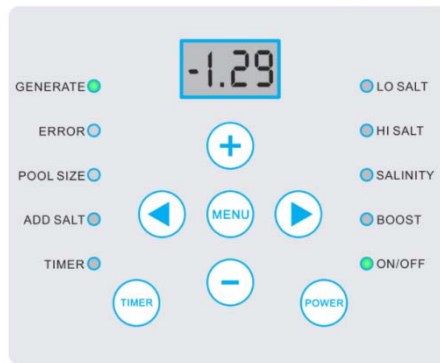 -1.29
GENERATE
LO SALT
ERROR
HI SALT
+
POOL SIZE
SALINITY
MENU
ADD SALT
BOOST
TIMER
ON/OFF
−
TIMER
POWER